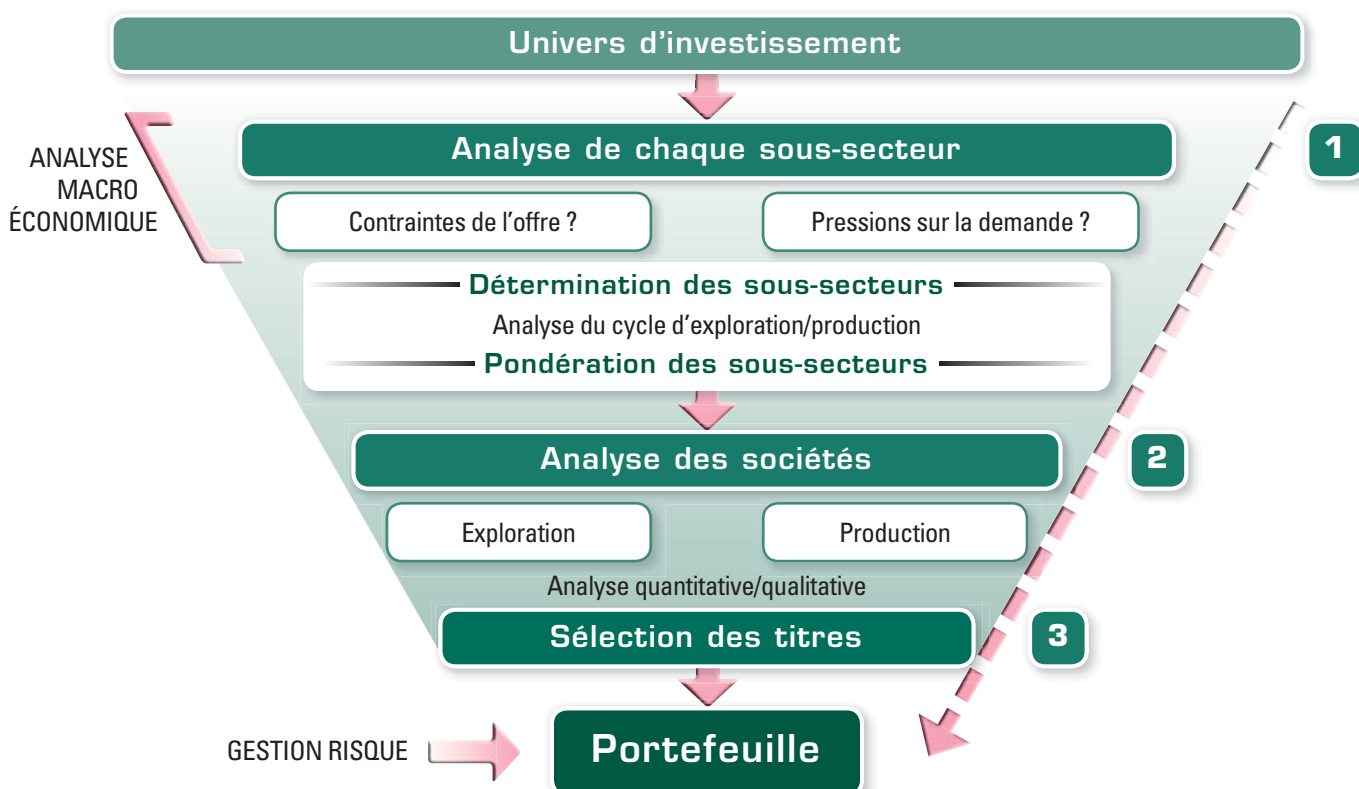 Univers d’investissement
ANALYSE
MACRO
ÉCONOMIQUE
Analyse de chaque sous-secteur
1
Contraintes de l’offre ?
Pressions sur la demande ?
Détermination des sous-secteurs
Analyse du cycle d’exploration/production
Pondération des sous-secteurs
Analyse des sociétés
2
Exploration
Production
Analyse quantitative/qualitative
Sélection des titres
3
GESTION RISQUE
Portefeuille